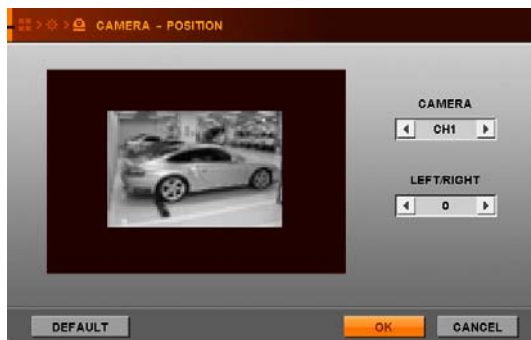 CAMERA - POSITION
CAMERA
CH1
LEFT/RIGHT
0
DEFAULT
OK
CANCEL